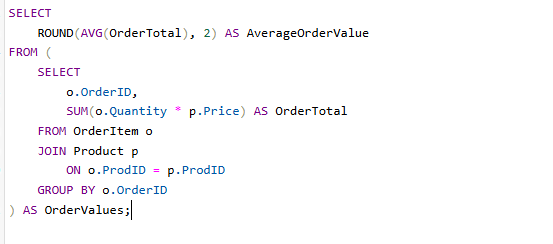 SELECT
    ROUND(AVG(OrderTotal), 2) AS AverageOrderValue
FROM (
    SELECT
        o.OrderID,
        SUM(o.Quantity * p.Price) AS OrderTotal
    FROM OrderItem o
    JOIN Product p
        ON o.ProdID = p.ProdID
    GROUP BY o.OrderID
) AS OrderValues;